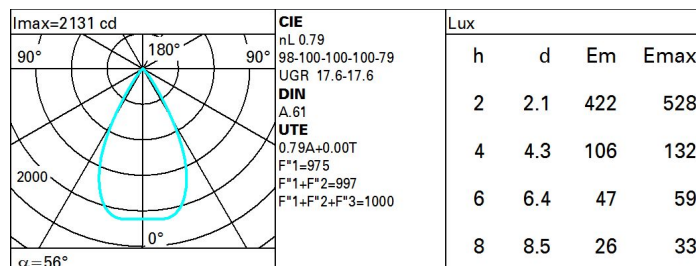 Imax=2131 cd
90°
180°
90°
2000
0°
α=56°
CIE
nL 0.79
98-100-100-100-79
UGR 17.6-17.6
DIN
A.61
UTE
0.79A+0.00T
F"1=975
F"1+F"2=997
F"1+F"2+F"3=1000
Lux
h d Em Emax
2 2.1 422 528
4 4.3 106 132
6 6.4 47 59
8 8.5 26 33